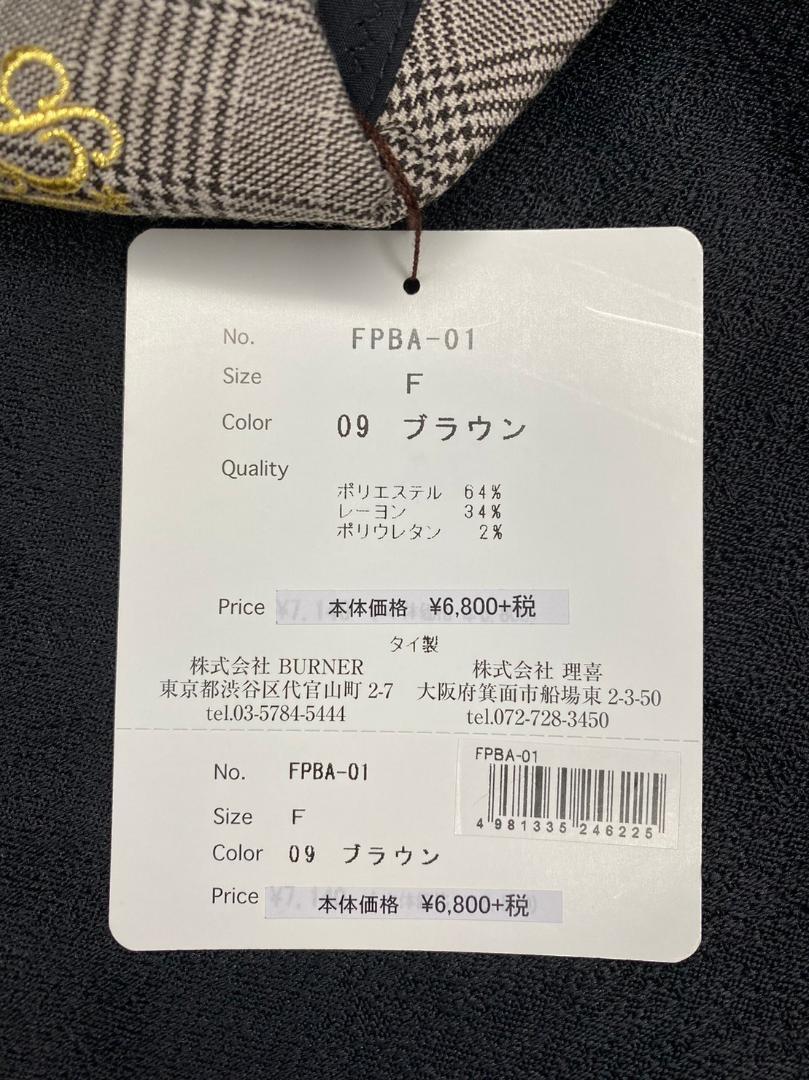 No. FPBA-01
Size F
Color 09 ブラウン
Quality
ポリエステル 64%
レーヨン 34%
ポリウレタン 2%
Price 本体価格 ¥6,800+税
タイ製
株式会社 BURNER
東京都渋谷区代官山町 2-7
tel.03-5784-5444
株式会社 理喜
大阪府箕面市船場東 2-3-50
tel.072-728-3450
No. FPBA-01
Size F
Color 09 ブラウン
Price 本体価格 ¥6,800+税
FPBA-01
4 981335 246225